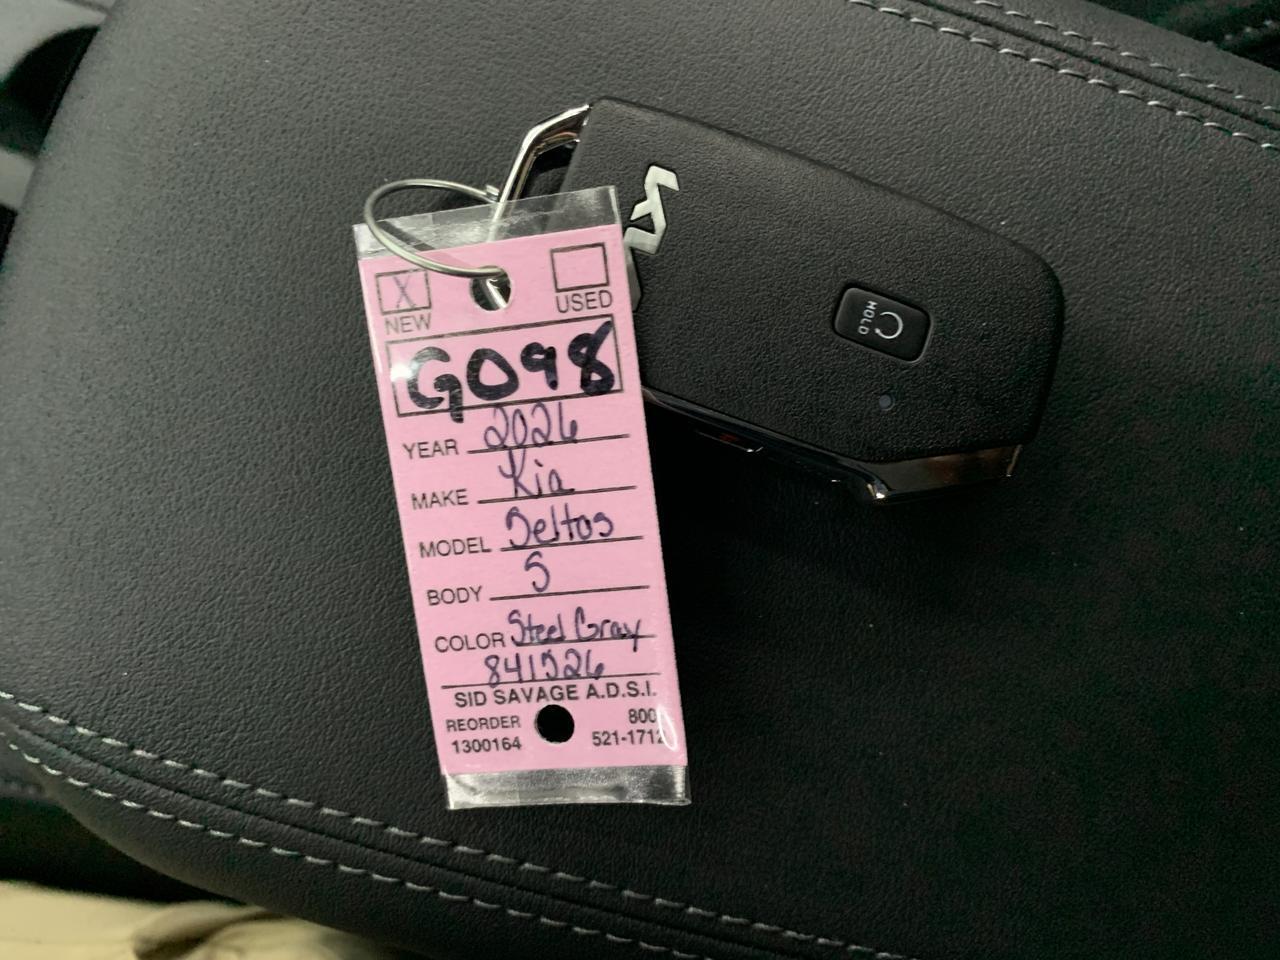 X
NEW
USED
G098
YEAR 2026
MAKE Kia
MODEL Seltos
BODY S
COLOR Steel Gray
841526
SID SAVAGE A.D.S.I.
REORDER 800
1300164 521-1712
KIA
HOLD